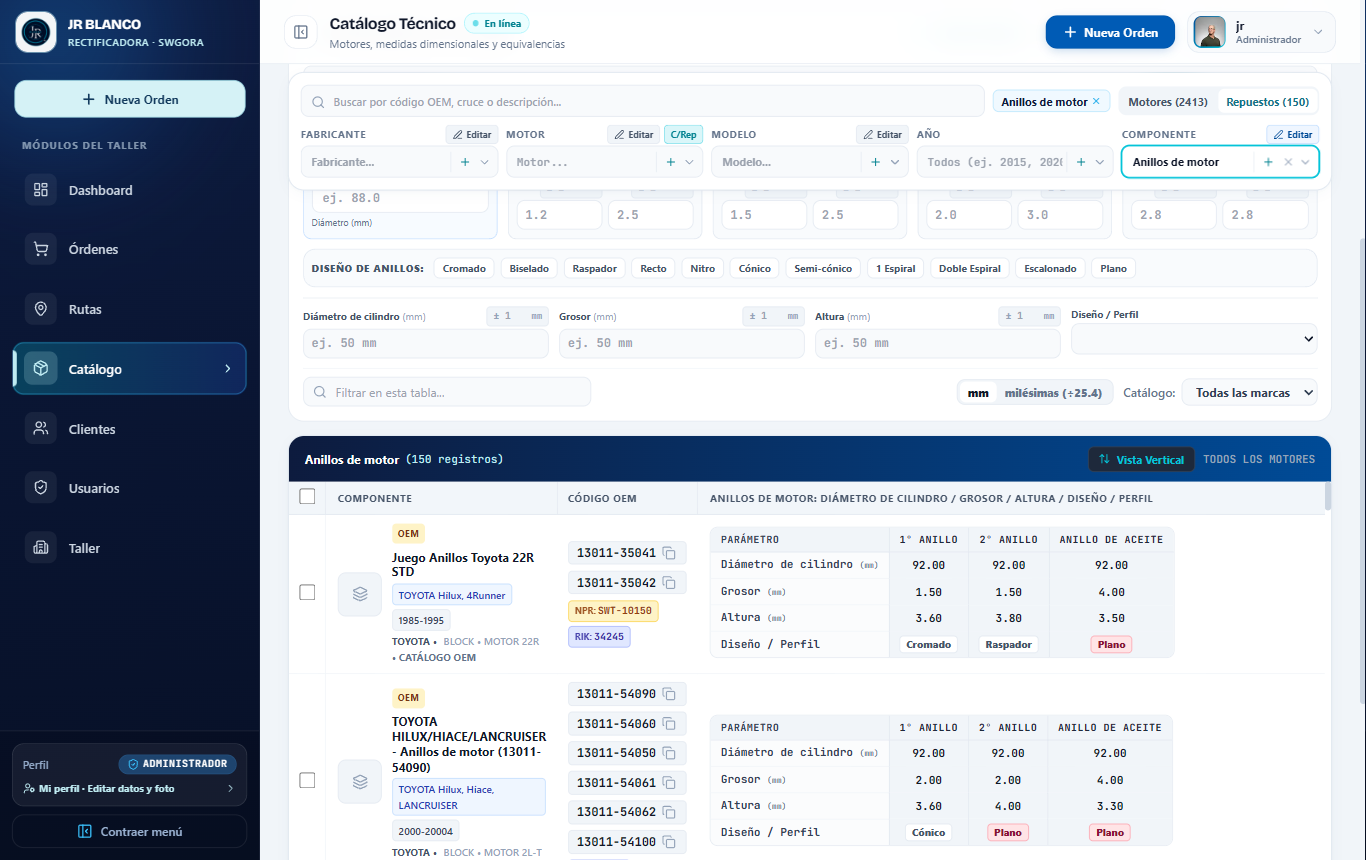 JR BLANCO
RECTIFICADORA · SWGORA
Nueva Orden
MÓDULOS DEL TALLER
Dashboard
Órdenes
Rutas
Catálogo
Clientes
Usuarios
Taller
Perfil
ADMINISTRADOR
Mi perfil · Editar datos y foto
Contraer menú
Catálogo Técnico
En línea
Motores, medidas dimensionales y equivalencias
Nueva Orden
jr
Administrador
Buscar por código OEM, cruce o descripción...
Anillos de motor ×
Motores (2413)
Repuestos (150)
FABRICANTE
Editar
MOTOR
Editar
C/Rep
MODELO
Editar
AÑO
COMPONENTE
Editar
Fabricante...
Motor...
Modelo...
Todos (ej. 2015, 202
Anillos de motor
ej. 88.0
Diámetro (mm)
1.2
2.5
1.5
2.5
2.0
3.0
2.8
2.8
DISEÑO DE ANILLOS:
Cromado
Biselado
Raspador
Recto
Nitro
Cónico
Semi-cónico
1 Espiral
Doble Espiral
Escalonado
Plano
Diámetro de cilindro (mm)
± 1 mm
Grosor (mm)
± 1 mm
Altura (mm)
± 1 mm
Diseño / Perfil
ej. 50 mm
ej. 50 mm
ej. 50 mm
Filtrar en esta tabla...
mm
milésimas (÷25.4)
Catálogo:
Todas las marcas
Anillos de motor (150 registros)
Vista Vertical
TODOS LOS MOTORES
COMPONENTE
CÓDIGO OEM
ANILLOS DE MOTOR: DIÁMETRO DE CILINDRO / GROSOR / ALTURA / DISEÑO / PERFIL
OEM
Juego Anillos Toyota 22R
STD
TOYOTA Hilux, 4Runner
1985-1995
TOYOTA • BLOCK • MOTOR 22R
• CATÁLOGO OEM
13011-35041
13011-35042
NPR: SWT-10150
RIK: 34245
PARÁMETRO 1° ANILLO 2° ANILLO ANILLO DE ACEITE
Diámetro de cilindro (mm) 92.00 92.00 92.00
Grosor (mm) 1.50 1.50 4.00
Altura (mm) 3.60 3.80 3.50
Diseño / Perfil Cromado Raspador Plano
OEM
TOYOTA
HILUX/HIACE/LANCRUISER
- Anillos de motor (13011-
54090)
TOYOTA Hilux, Hiace,
LANCRUISER
2000-20004
TOYOTA • BLOCK • MOTOR 2L-T
13011-54090
13011-54060
13011-54050
13011-54061
13011-54062
13011-54100
PARÁMETRO 1° ANILLO 2° ANILLO ANILLO DE ACEITE
Diámetro de cilindro (mm) 92.00 92.00 92.00
Grosor (mm) 2.00 2.00 4.00
Altura (mm) 3.60 4.00 3.30
Diseño / Perfil Cónico Plano Plano